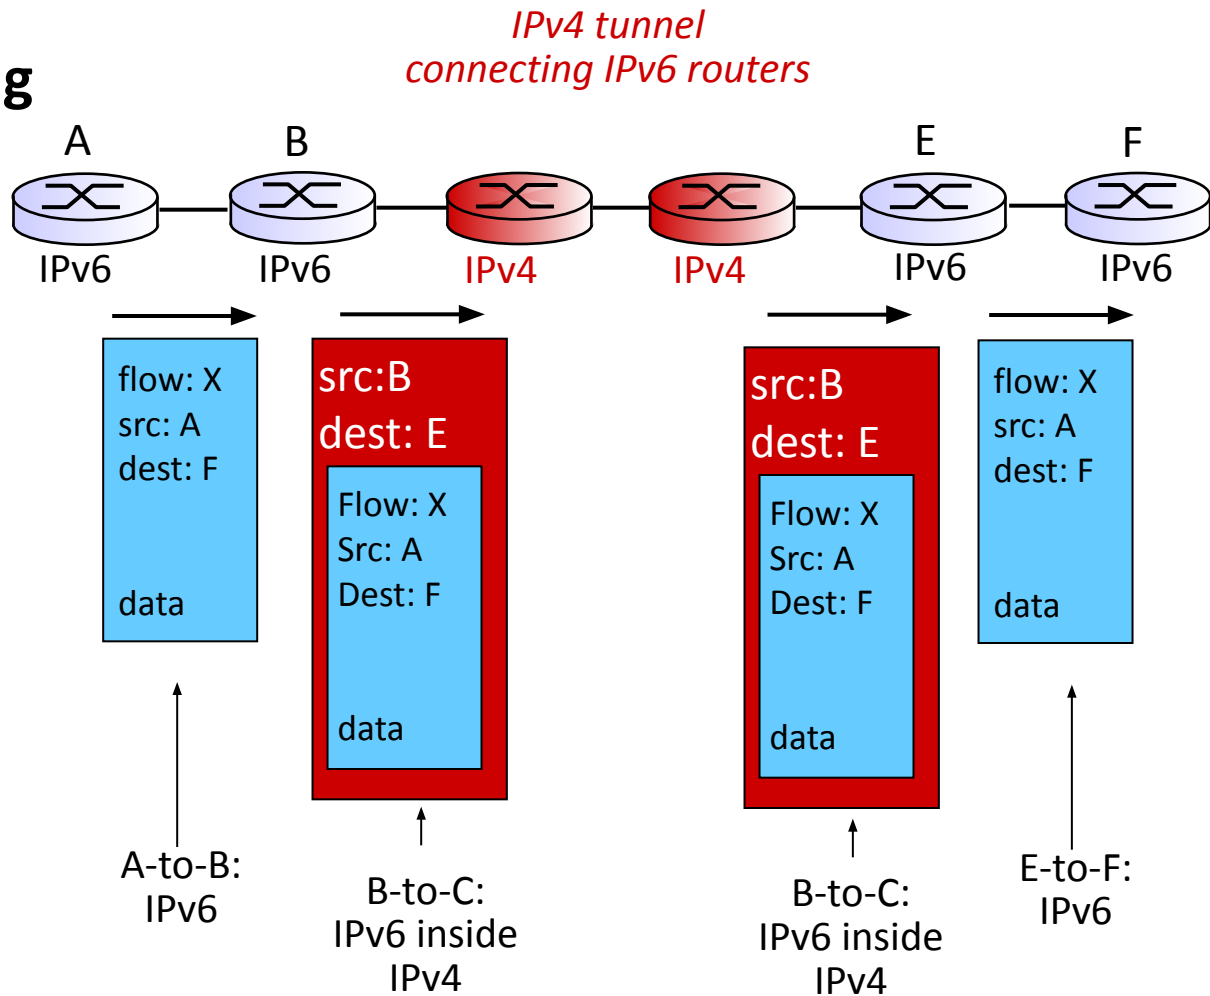 IPv4 tunnel
connecting IPv6 routers
g
A
B
E
F
IPv6
IPv6
IPv4
IPv4
IPv6
IPv6
flow: X
src: A
dest: F
data
src:B
dest: E
Flow: X
Src: A
Dest: F
data
src:B
dest: E
Flow: X
Src: A
Dest: F
data
flow: X
src: A
dest: F
data
A-to-B:
IPv6
B-to-C:
IPv6 inside
IPv4
B-to-C:
IPv6 inside
IPv4
E-to-F:
IPv6